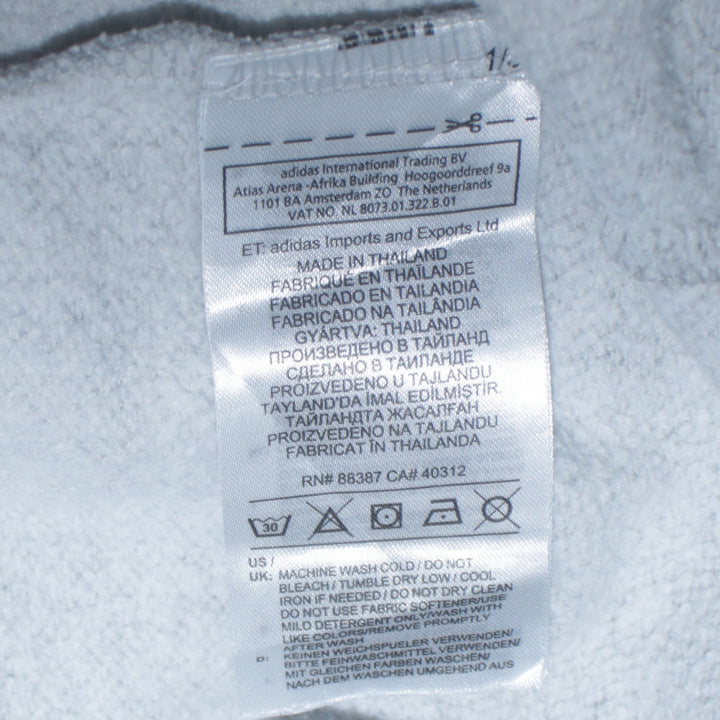 1/
adidas International Trading BV
Atlas Arena -Afrika Building Hoogoorddreef 9a
1101 BA Amsterdam ZO The Netherlands
VAT NO. NL 8073.01.322.B.01
ET: adidas Imports and Exports Ltd
MADE IN THAILAND
FABRIQUÉ EN THAÏLANDE
FABRICADO EN TAILANDIA
FABRICADO NA TAILÂNDIA
GYÁRTVA: THAILAND
ПРОИЗВЕДЕНО В ТАЙЛАНД
СДЕЛАНО В ТАИЛАНДЕ
PROIZVEDENO U TAJLANDU
TAYLAND'DA IMAL EDİLMİŞTİR.
ТАЙЛАНДТА ЖАСАЛҒАН
PROIZVEDENO NA TAJLANDU
FABRICAT ÎN THAILANDA
RN# 88387 CA# 40312
30
US /
UK: MACHINE WASH COLD / DO NOT
BLEACH / TUMBLE DRY LOW / COOL
IRON IF NEEDED / DO NOT DRY CLEAN
DO NOT USE FABRIC SOFTENER/USE
MILD DETERGENT ONLY/WASH WITH
LIKE COLORS/REMOVE PROMPTLY
AFTER WASH
D: KEINEN WEICHSPUELER VERWENDEN/
BITTE FEINWASCHMITTEL VERWENDEN/
MIT GLEICHEN FARBEN WASCHEN/
NACH DEM WASCHEN UMGEHEND AUS